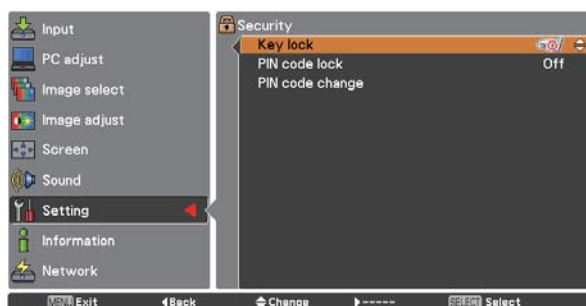 Input
PC adjust
Image select
Image adjust
Screen
Sound
Setting
Information
Network
Security
Key lock
PIN code lock Off
PIN code change
MENU Exit Back Change ----- SELECT Select